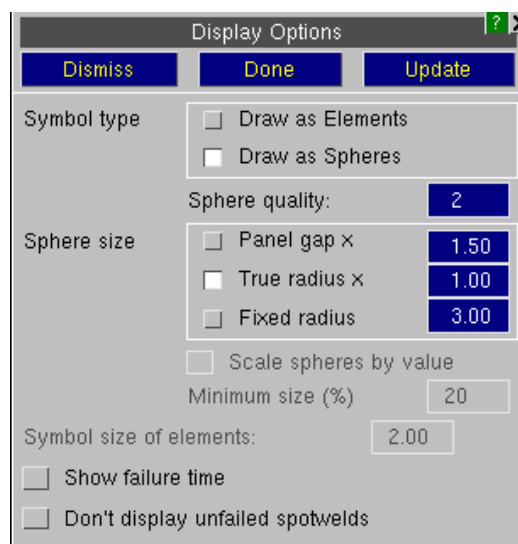 Display Options ?
Dismiss Done Update
Symbol type Draw as Elements
Draw as Spheres
Sphere quality: 2
Sphere size Panel gap x 1.50
True radius x 1.00
Fixed radius 3.00
Scale spheres by value
Minimum size (%) 20
Symbol size of elements: 2.00
Show failure time
Don't display unfailed spotwelds